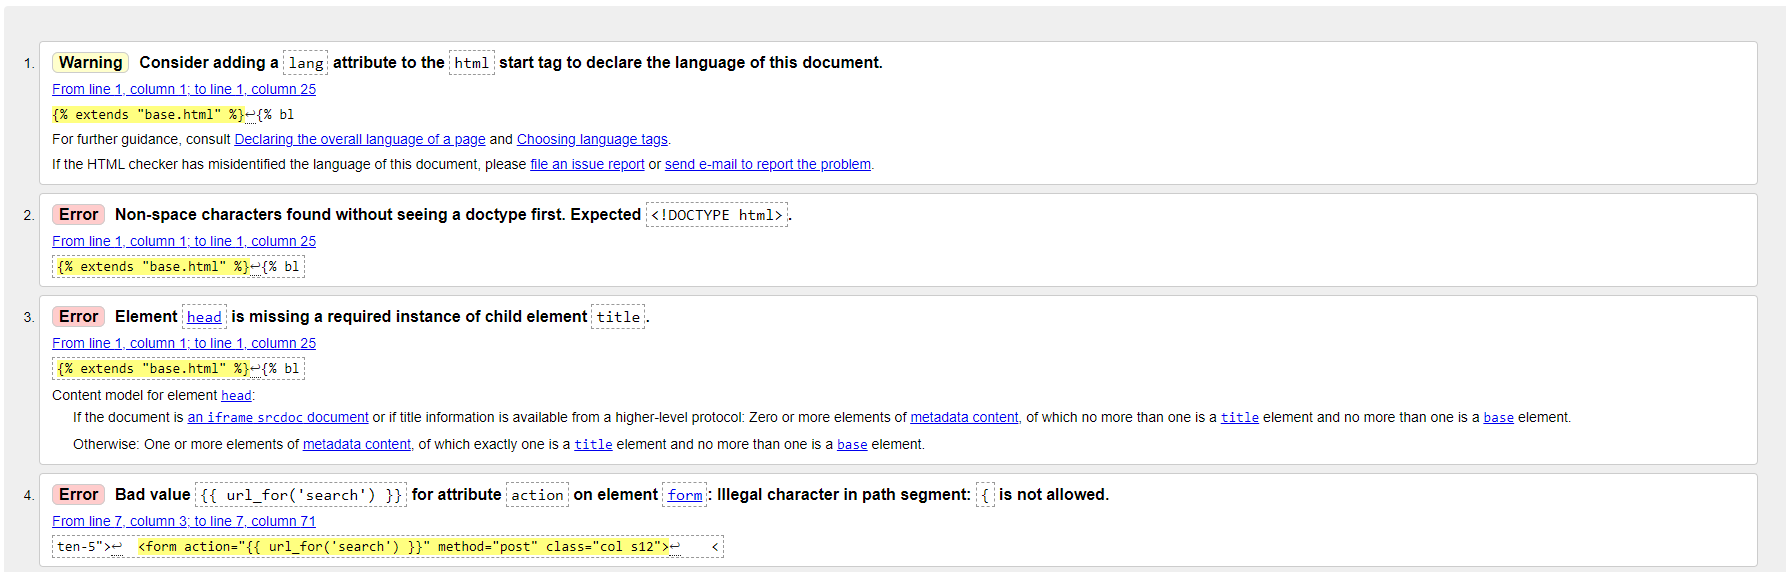 1. Warning Consider adding a lang attribute to the html start tag to declare the language of this document.
From line 1, column 1; to line 1, column 25
{% extends "base.html" %}↩{% bl
For further guidance, consult Declaring the overall language of a page and Choosing language tags.
If the HTML checker has misidentified the language of this document, please file an issue report or send e-mail to report the problem.
2. Error Non-space characters found without seeing a doctype first. Expected <!DOCTYPE html>.
From line 1, column 1; to line 1, column 25
{% extends "base.html" %}↩{% bl
3. Error Element head is missing a required instance of child element title.
From line 1, column 1; to line 1, column 25
{% extends "base.html" %}↩{% bl
Content model for element head:
If the document is an iframe srcdoc document or if title information is available from a higher-level protocol: Zero or more elements of metadata content, of which no more than one is a title element and no more than one is a base element.
Otherwise: One or more elements of metadata content, of which exactly one is a title element and no more than one is a base element.
4. Error Bad value {{ url_for('search') }} for attribute action on element form: Illegal character in path segment: { is not allowed.
From line 7, column 3; to line 7, column 71
ten-5">↩ <form action="{{ url_for('search') }}" method="post" class="col s12">↩ <